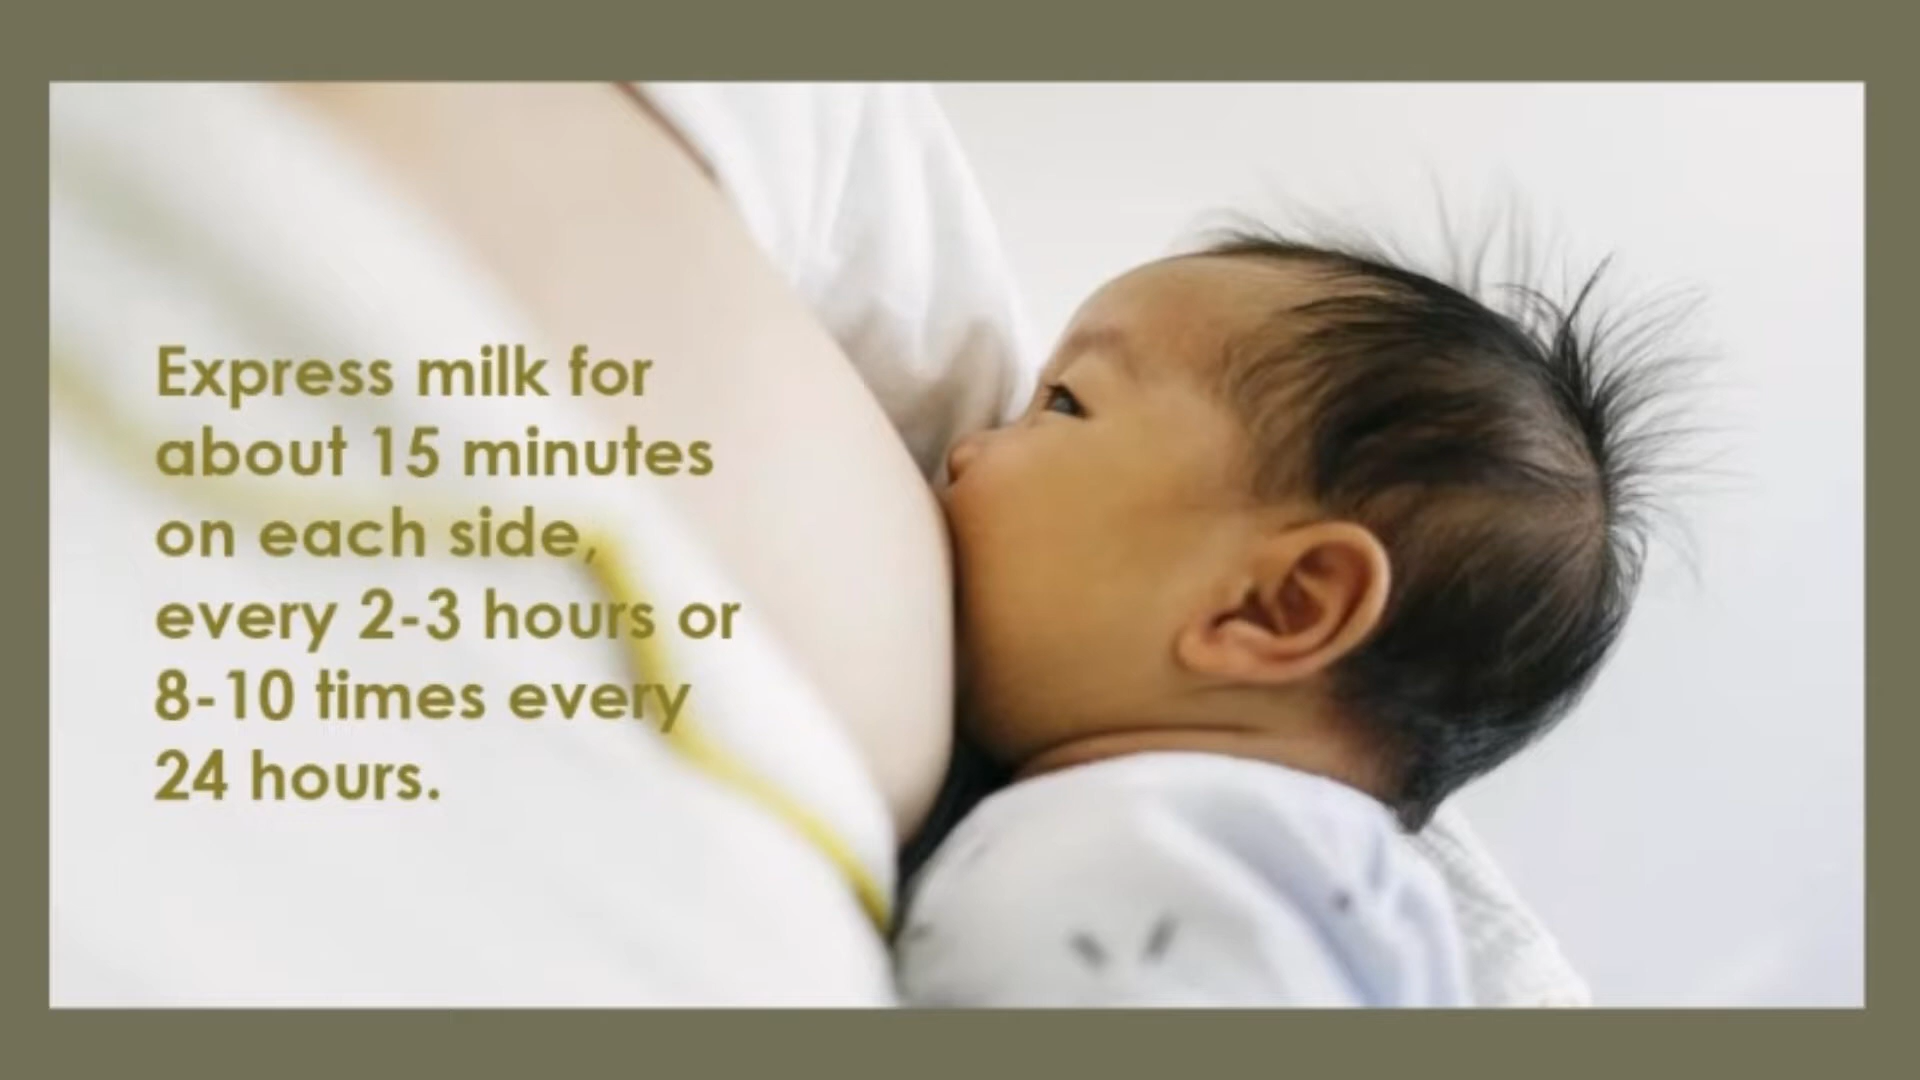 Express milk for
about 15 minutes
on each side,
every 2-3 hours or
8-10 times every
24 hours.